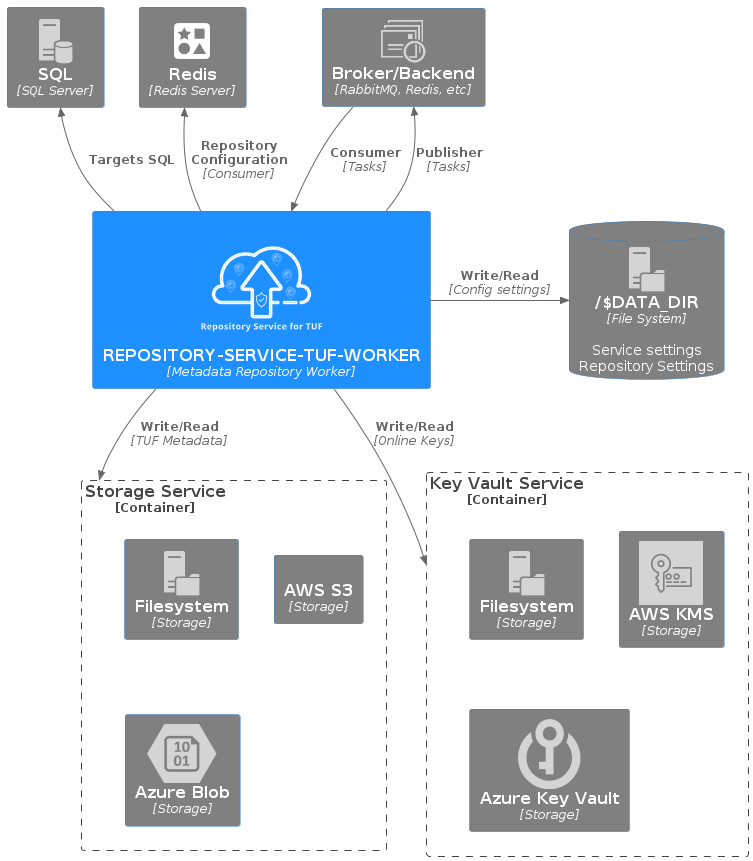 SQL
[SQL Server]
Redis
[Redis Server]
Broker/Backend
[RabbitMQ, Redis, etc]
Targets SQL
Repository
Configuration
[Consumer]
Consumer
[Tasks]
Publisher
[Tasks]
Repository Service for TUF
REPOSITORY-SERVICE-TUF-WORKER
[Metadata Repository Worker]
Write/Read
[Config settings]
/$DATA_DIR
[File System]
Service settings
Repository Settings
Write/Read
[TUF Metadata]
Write/Read
[Online Keys]
Storage Service
[Container]
Filesystem
[Storage]
AWS S3
[Storage]
10
01
Azure Blob
[Storage]
Key Vault Service
[Container]
Filesystem
[Storage]
AWS KMS
[Storage]
Azure Key Vault
[Storage]